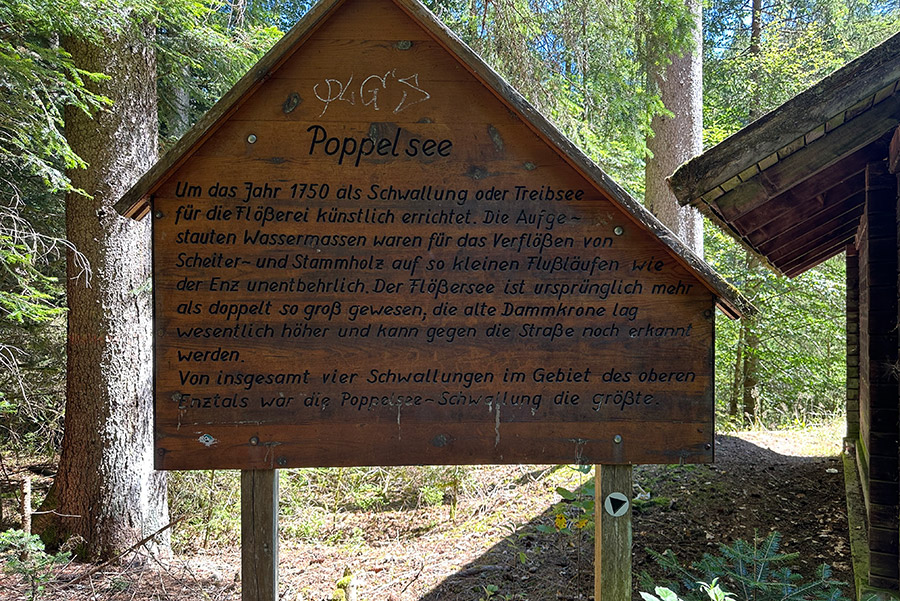 Poppelsee
Um das Jahr 1750 als Schwallung oder Treibsee
für die Flößerei künstlich errichtet. Die Aufge~
stauten Wassermassen waren für das Verflößen von
Scheiter~ und Stammholz auf so kleinen Flußläufen wie
der Enz unentbehrlich. Der Flößersee ist ursprünglich mehr
als doppelt so groß gewesen, die alte Dammkrone lag
wesentlich höher und kann gegen die Straße noch erkannt
werden.
Von insgesamt vier Schwallungen im Gebiet des oberen
Enztals war die Poppelsee~Schwallung die größte.